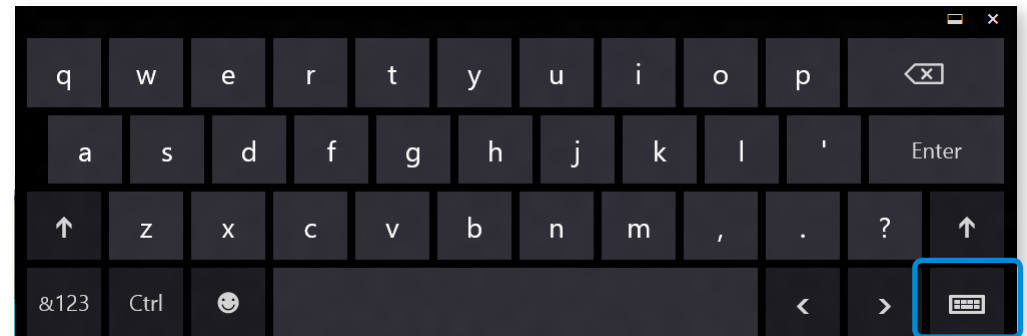 q w e r t y u i o p
a s d f g h j k l ' Enter
z x c v b n m , . ?
&123 Ctrl < >